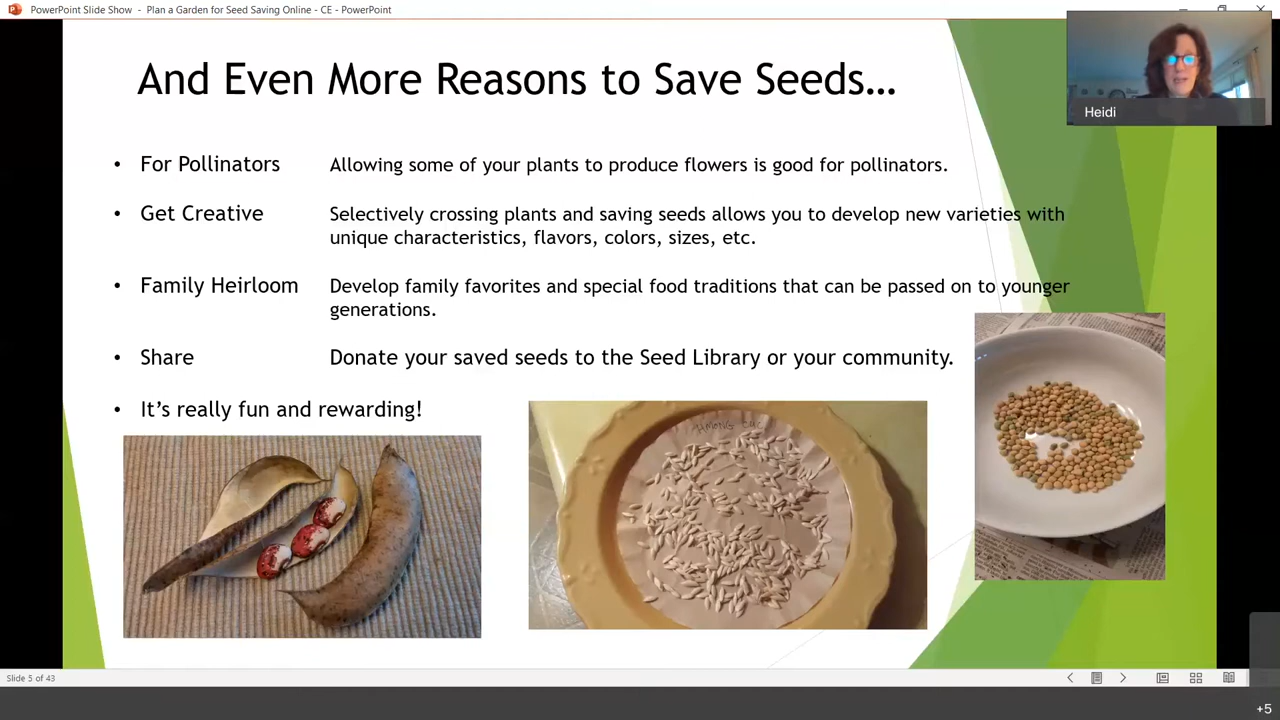 PowerPoint Slide Show - Plan a Garden for Seed Saving Online - CE - PowerPoint
Heidi
And Even More Reasons to Save Seeds...
• For Pollinators Allowing some of your plants to produce flowers is good for pollinators.
• Get Creative Selectively crossing plants and saving seeds allows you to develop new varieties with
unique characteristics, flavors, colors, sizes, etc.
• Family Heirloom Develop family favorites and special food traditions that can be passed on to younger
generations.
• Share Donate your saved seeds to the Seed Library or your community.
• It's really fun and rewarding!
Slide 5 of 43
+5